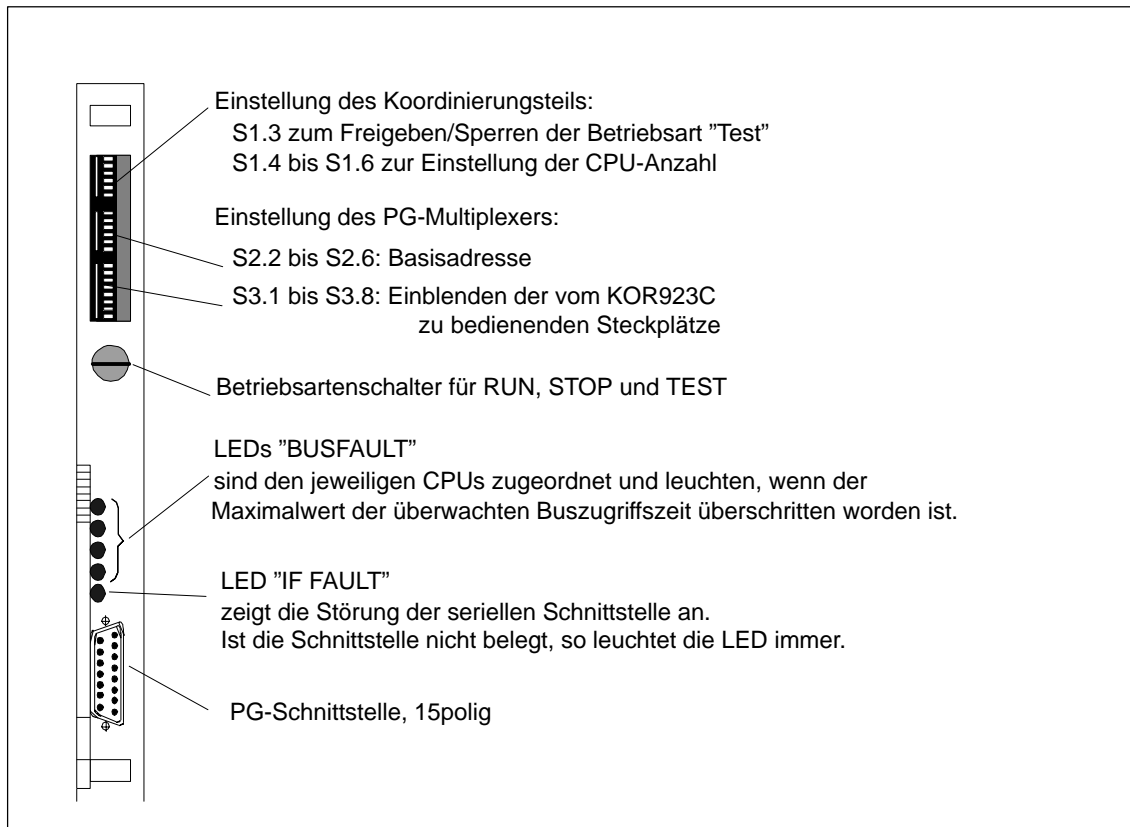 Einstellung des Koordinierungsteils:
S1.3 zum Freigeben/Sperren der Betriebsart ”Test”
S1.4 bis S1.6 zur Einstellung der CPU-Anzahl
Einstellung des PG-Multiplexers:
S2.2 bis S2.6: Basisadresse
S3.1 bis S3.8: Einblenden der vom KOR923C
zu bedienenden Steckplätze
Betriebsartenschalter für RUN, STOP und TEST
LEDs ”BUSFAULT”
sind den jeweiligen CPUs zugeordnet und leuchten, wenn der
Maximalwert der überwachten Buszugriffszeit überschritten worden ist.
LED ”IF FAULT”
zeigt die Störung der seriellen Schnittstelle an.
Ist die Schnittstelle nicht belegt, so leuchtet die LED immer.
PG-Schnittstelle, 15polig